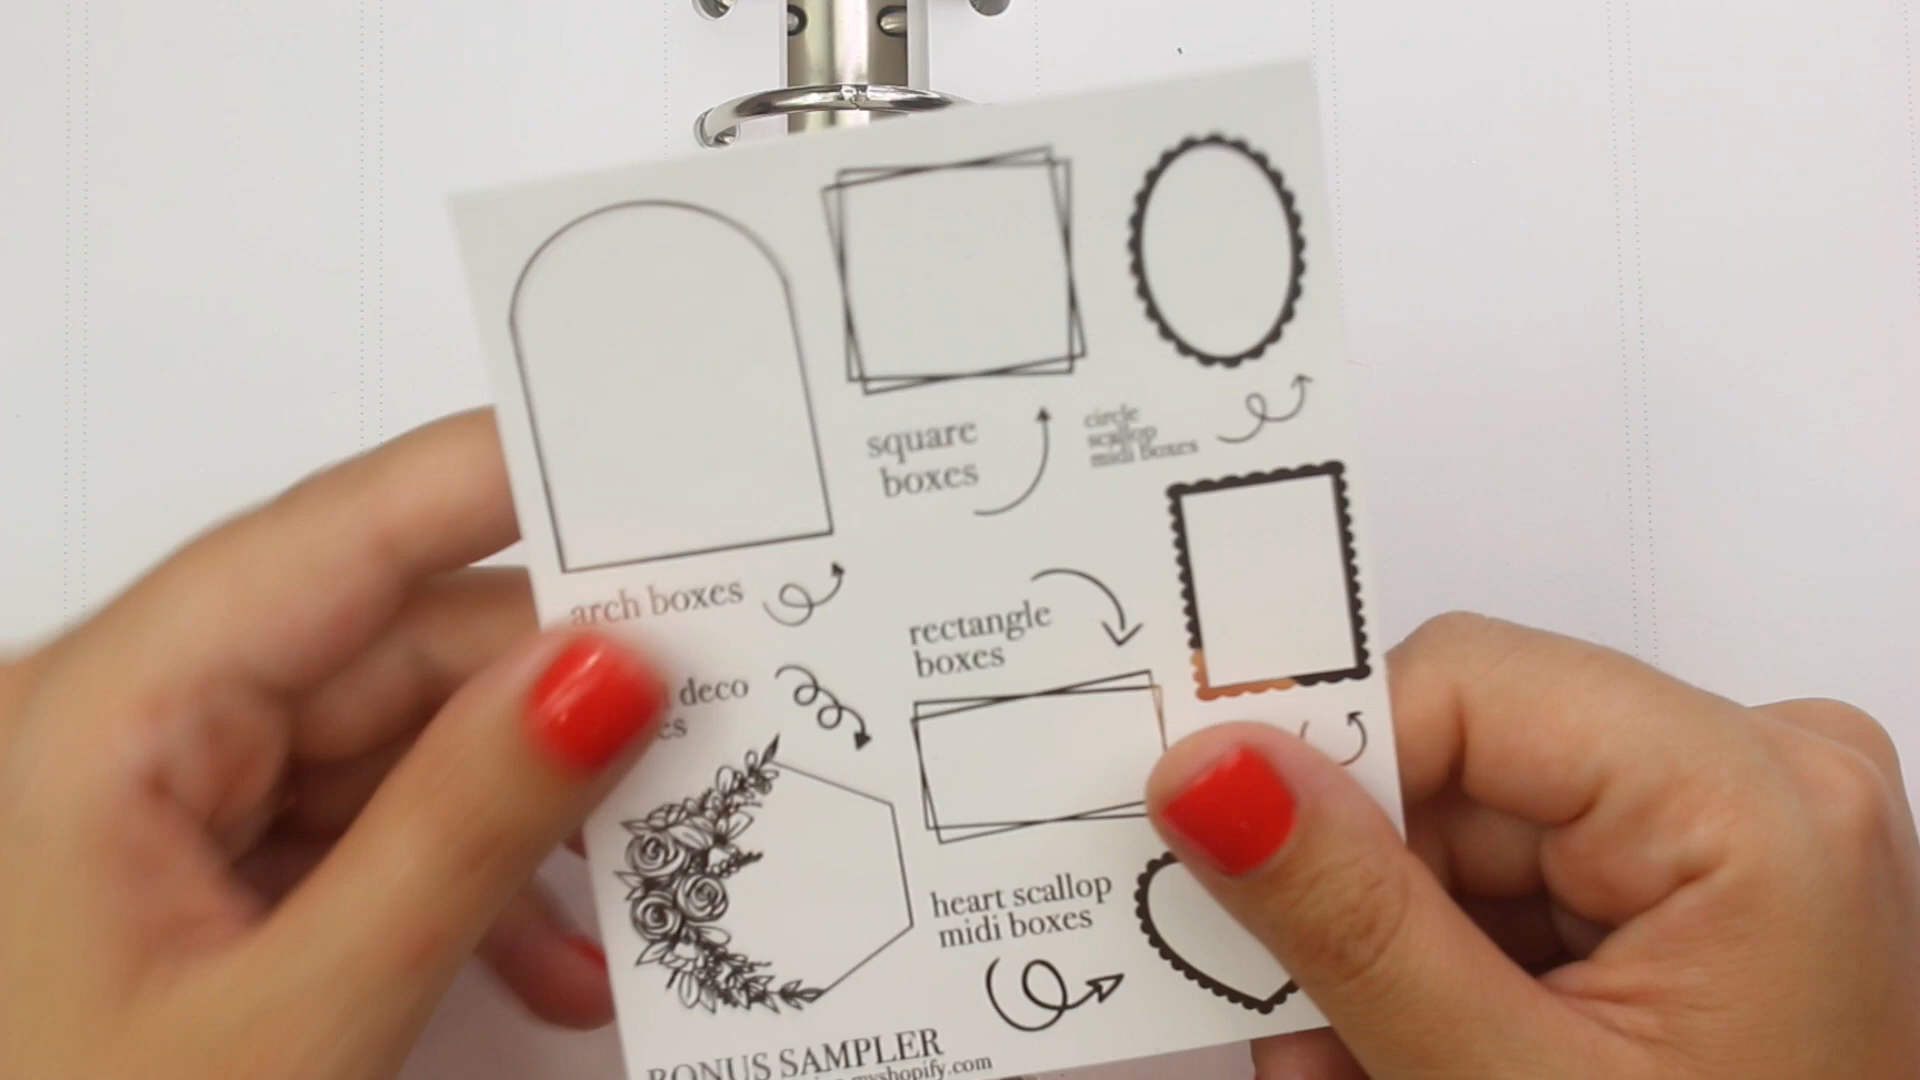 square
boxes
circle
scallop
midi boxes
arch boxes
rectangle
boxes
deco
heart scallop
midi boxes
BONUS SAMPLER
myshopify.com